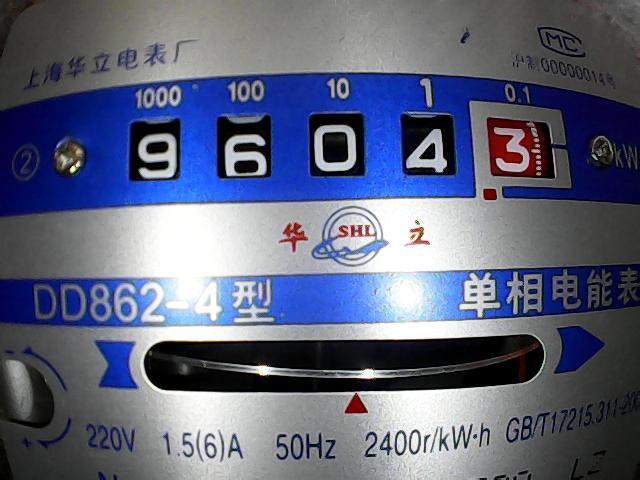 上海华立电表厂
MC
沪制00000014号
1000 100 10 1 0.1
② 9 6 0 4 3 kW
华 SHL 立
DD862-4型 单相电能表
220V 1.5(6)A 50Hz 2400r/kW·h GB/T17215.311-200